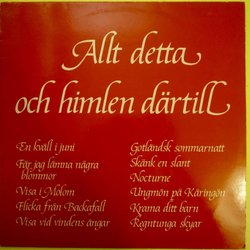 Allt detta
och himlen därtill
En kväll i juni
Får jag lämna några
blommor
Visa i Molom
Flicka från Backafall
Visa vid vindens ängar
Gotländsk sommarnatt
Skänk en slant
Nocturne
Ungmön på Käringön
Krama ditt barn
Regntunga skyar